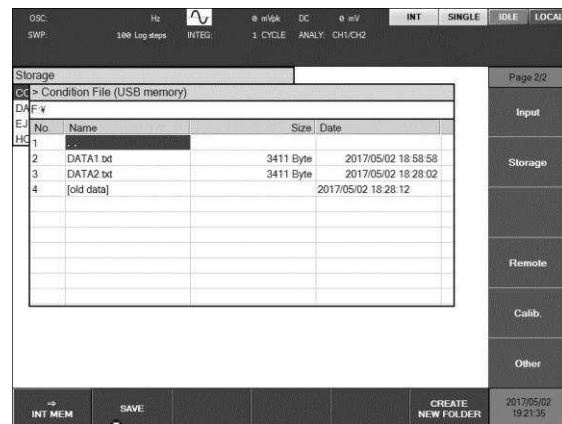 OSC: Hz 0 mVpk DC 0 mV INT SINGLE IDLE LOCAL
SWP: 100 Log steps INTEG: 1 CYCLE ANALY: CH1/CH2
Storage
> Condition File (USB memory)
F:¥
No. Name Size Date
1 . .
2 DATA1.txt 3411 Byte 2017/05/02 18:58:58
3 DATA2.txt 3411 Byte 2017/05/02 18:28:02
4 [old data] 2017/05/02 18:28:12
CO
DA
EJ
HC
Page 2/2
Input
Storage
Remote
Calib.
Other
⇒
INT MEM
SAVE
CREATE
NEW FOLDER
2017/05/02
19:21:35